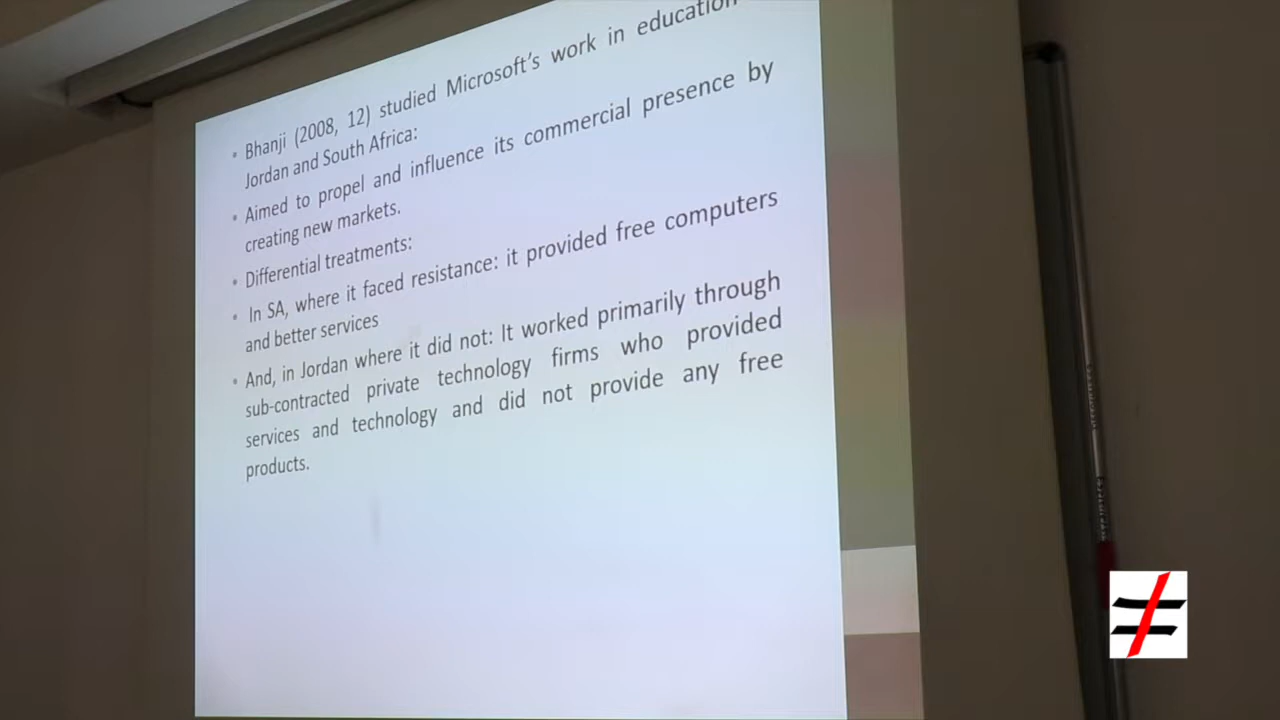 • Bhanji (2008, 12) studied Microsoft's work in education
Jordan and South Africa:
• Aimed to propel and influence its commercial presence by
creating new markets.
• Differential treatments:
• In SA, where it faced resistance: it provided free computers
and better services
• And, in Jordan where it did not: It worked primarily through
sub-contracted private technology firms who provided
services and technology and did not provide any free
products.